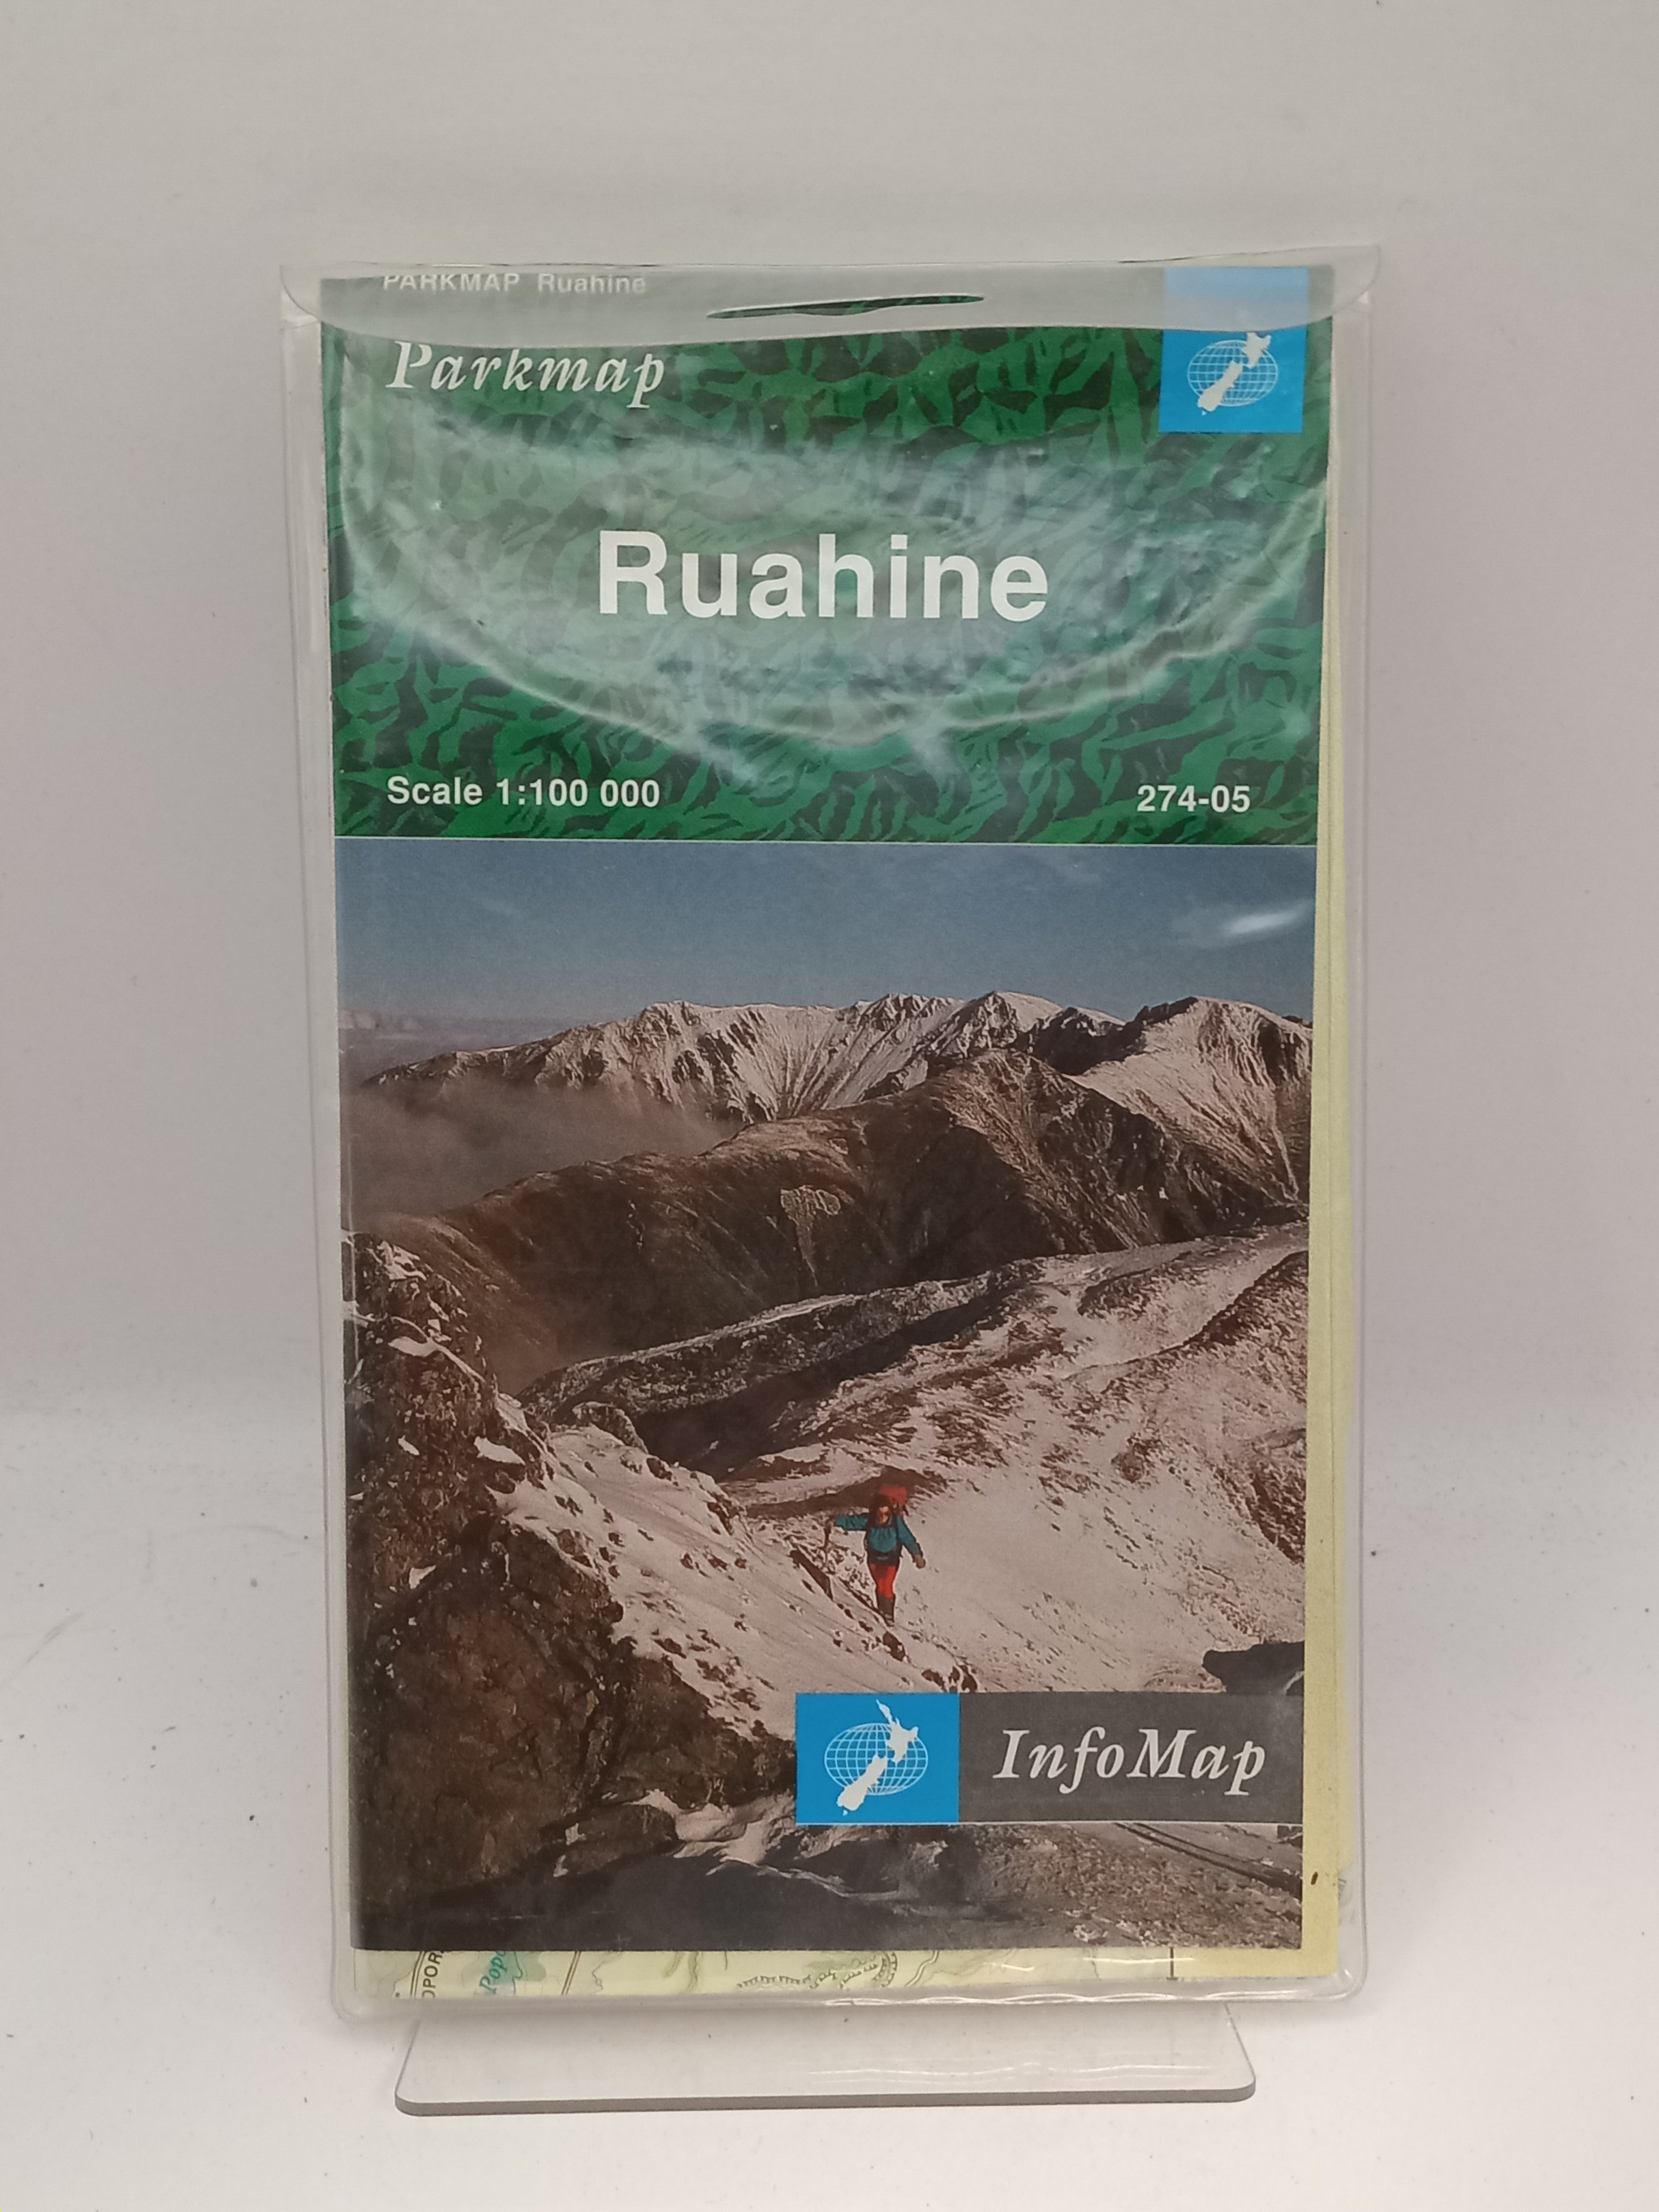 PARKMAP Ruahine
Parkmap
Ruahine
Scale 1:100 000
274-05
InfoMap